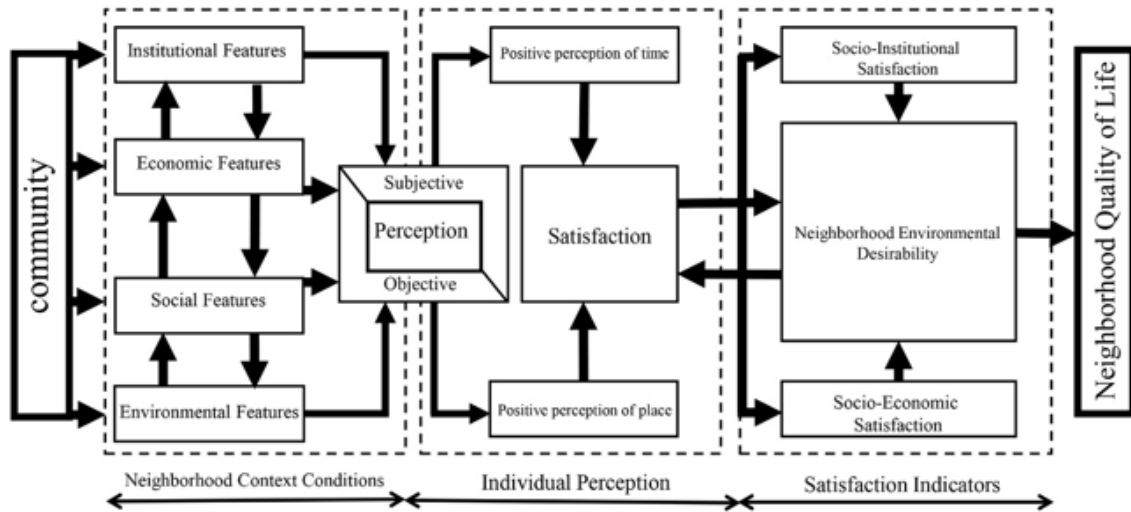 community
Institutional Features
Economic Features
Social Features
Environmental Features
Subjective
Perception
Objective
Positive perception of time
Satisfaction
Positive perception of place
Socio-Institutional
Satisfaction
Neighborhood Environmental
Desirability
Socio-Economic
Satisfaction
Neighborhood Quality of Life
Neighborhood Context Conditions
Individual Perception
Satisfaction Indicators